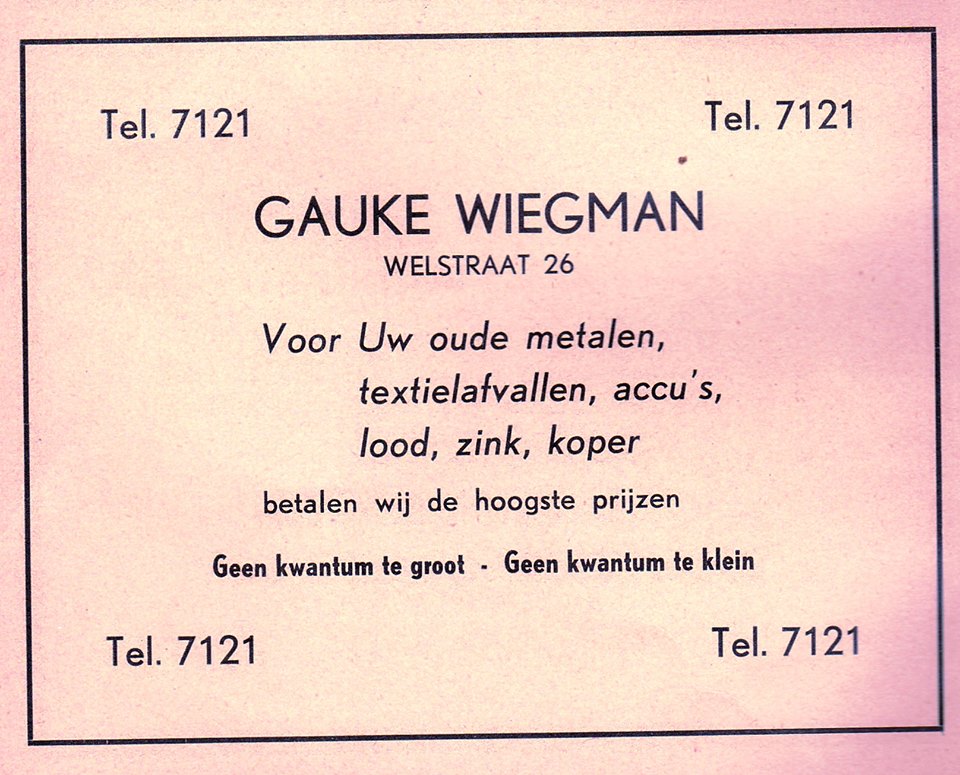 Tel. 7121 Tel. 7121
GAUKE WIEGMAN
WELSTRAAT 26
Voor Uw oude metalen,
textielafvallen, accu's,
lood, zink, koper
betalen wij de hoogste prijzen
Geen kwantum te groot - Geen kwantum te klein
Tel. 7121 Tel. 7121